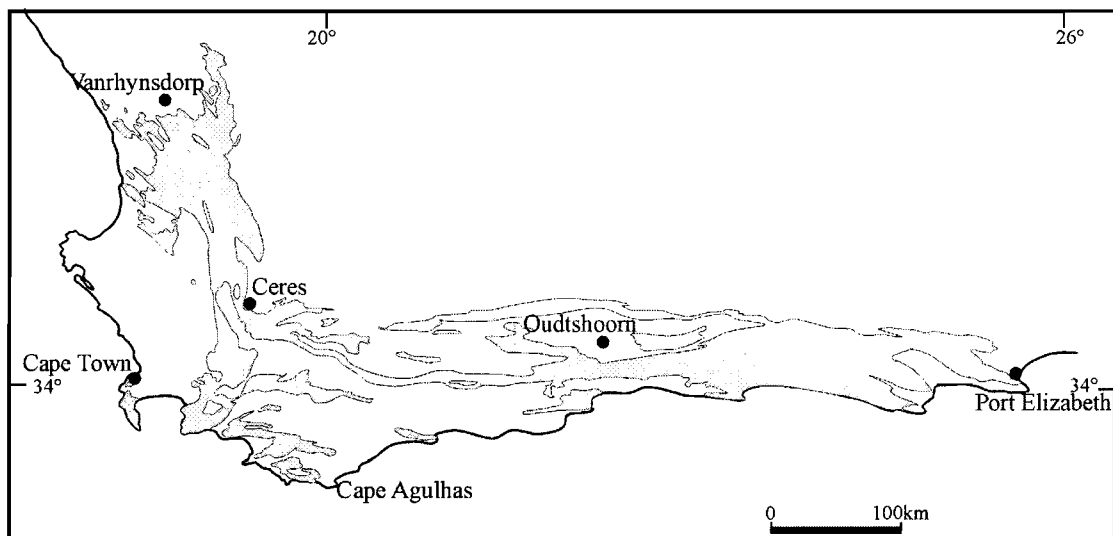 20°
26°
Vanrhynsdorp
Ceres
Oudtshoorn
Cape Town
34°
34°
Port Elizabeth
Cape Agulhas
0
100km